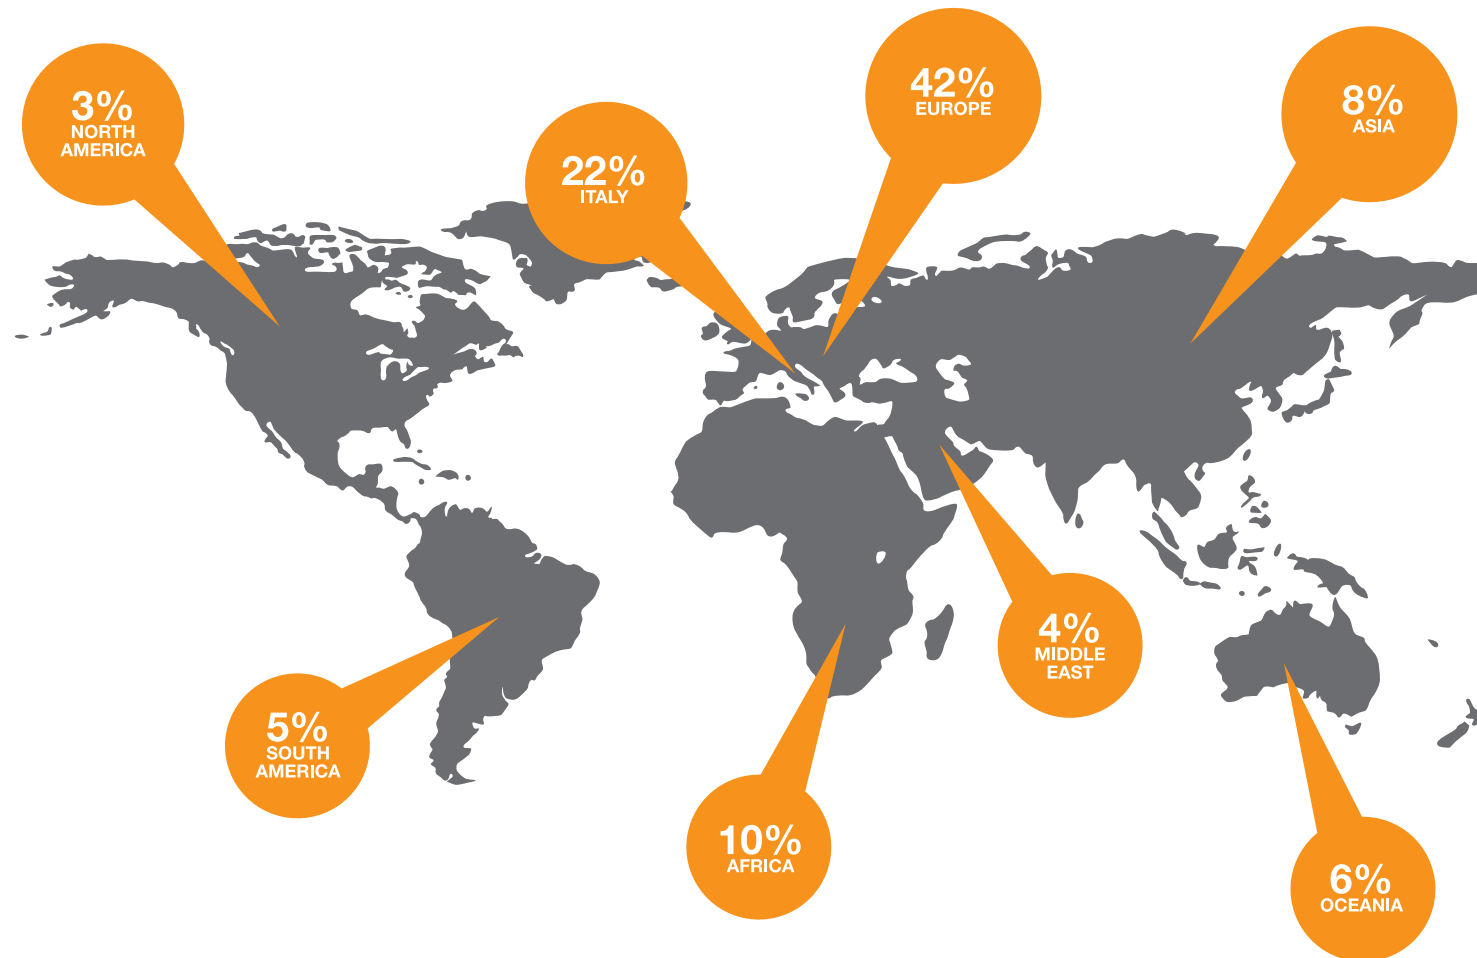 3%
NORTH
AMERICA
22%
ITALY
42%
EUROPE
8%
ASIA
5%
SOUTH
AMERICA
10%
AFRICA
4%
MIDDLE
EAST
6%
OCEANIA